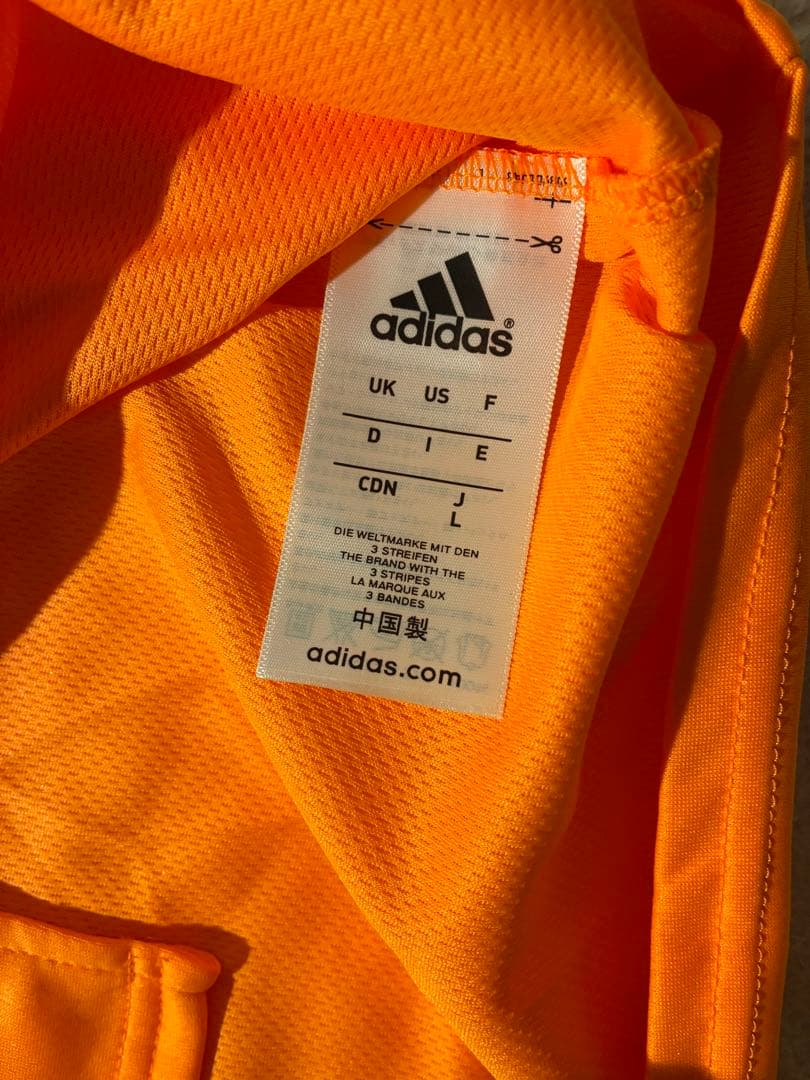 adidas®
UK US F
D I E
CDN J
L
DIE WELTMARKE MIT DEN
3 STREIFEN
THE BRAND WITH THE
3 STRIPES
LA MARQUE AUX
3 BANDES
中国製
adidas.com